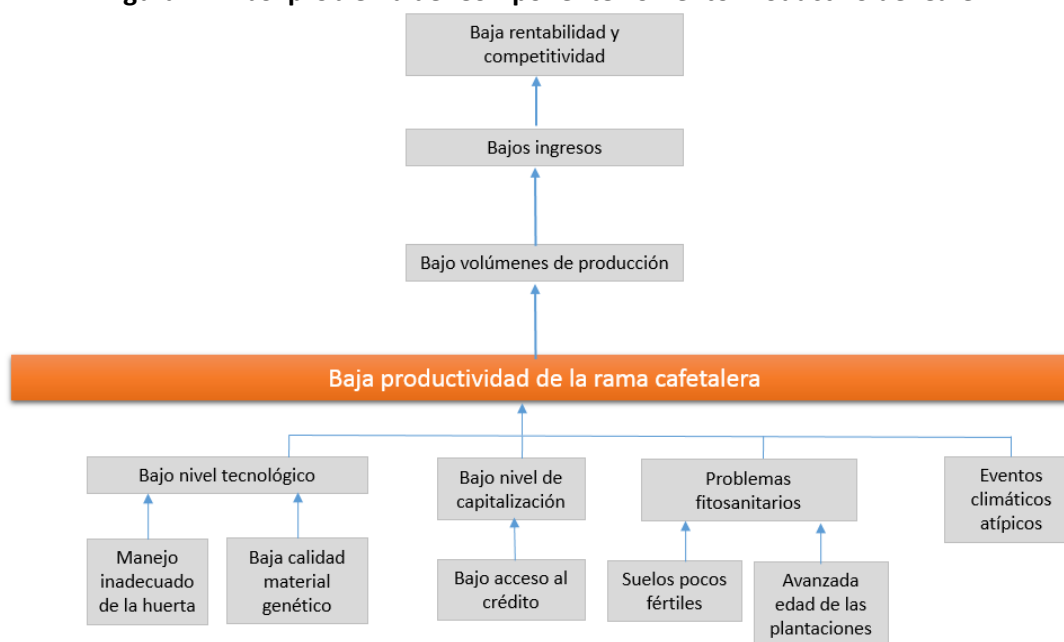 Baja rentabilidad y
competitividad
Bajos ingresos
Bajo volúmenes de producción
Baja productividad de la rama cafetalera
Bajo nivel tecnológico
Bajo nivel de
capitalización
Problemas
fitosanitarios
Eventos
climáticos
atípicos
Manejo
inadecuado
de la huerta
Baja calidad
material
genético
Bajo acceso al
crédito
Suelos pocos
fértiles
Avanzada
edad de las
plantaciones